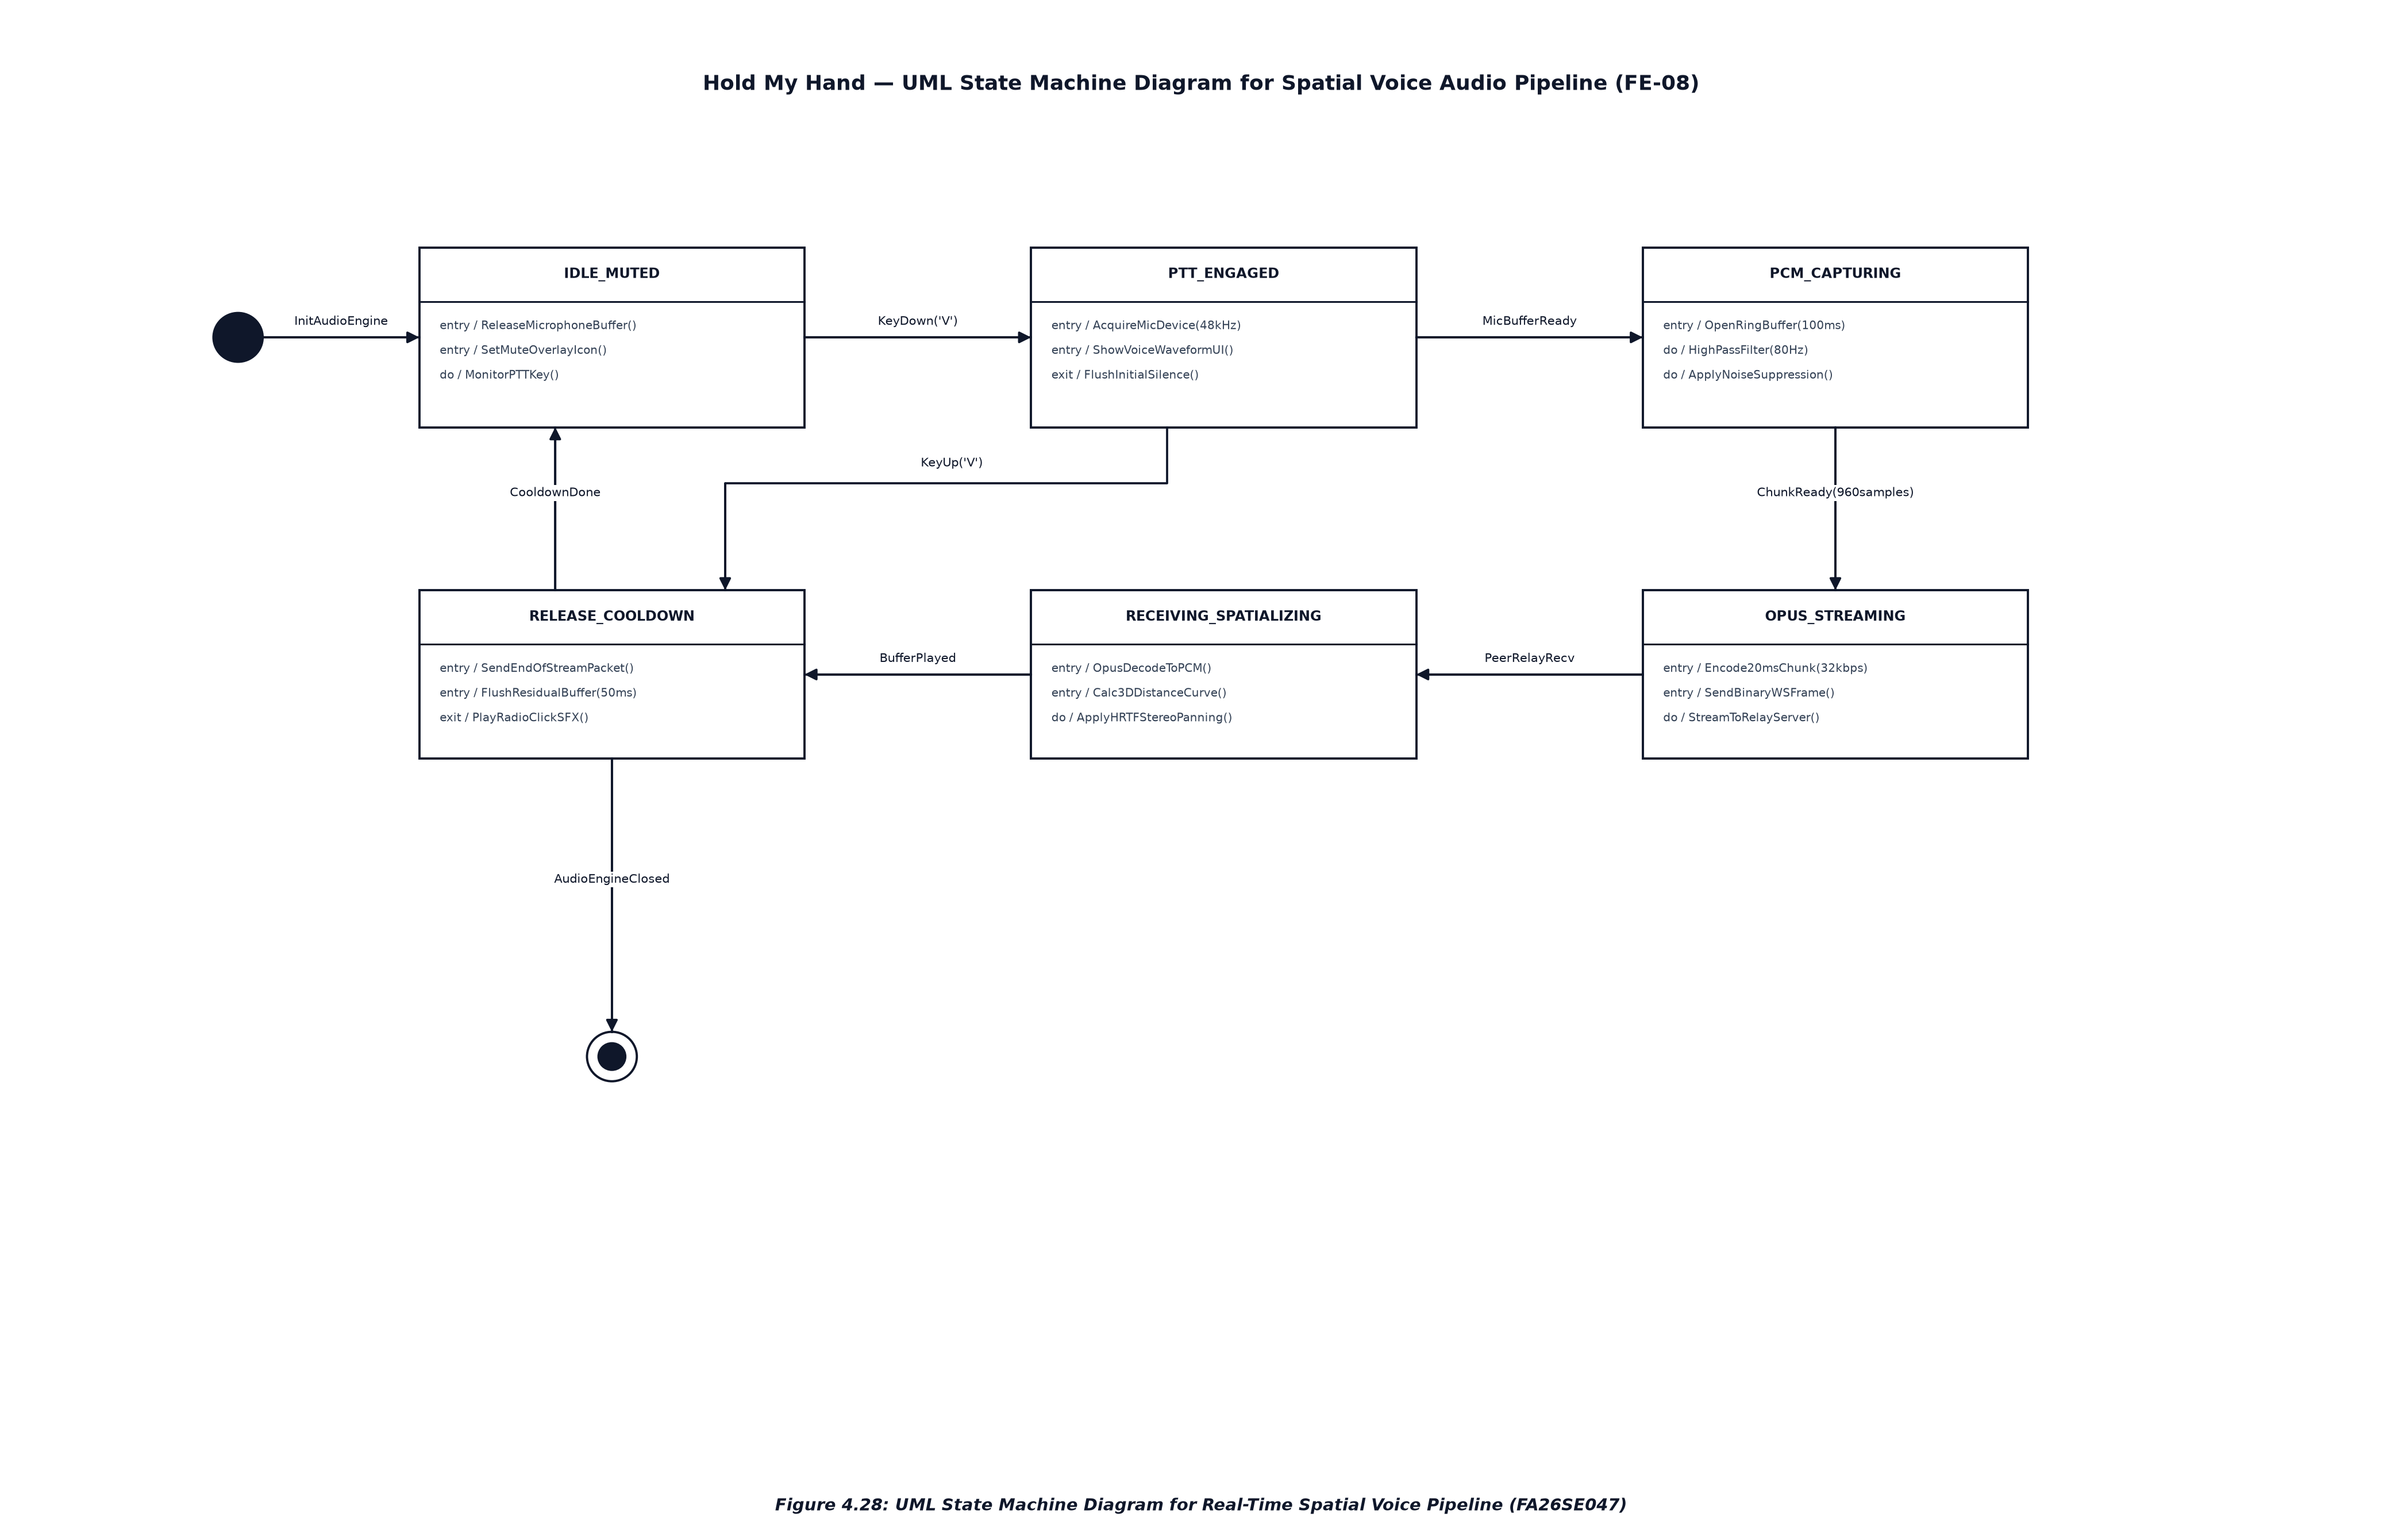 Hold My Hand — UML State Machine Diagram for Spatial Voice Audio Pipeline (FE-08)
InitAudioEngine
IDLE_MUTED
entry / ReleaseMicrophoneBuffer()
entry / SetMuteOverlayIcon()
do / MonitorPTTKey()
KeyDown('V')
PTT_ENGAGED
entry / AcquireMicDevice(48kHz)
entry / ShowVoiceWaveformUI()
exit / FlushInitialSilence()
MicBufferReady
PCM_CAPTURING
entry / OpenRingBuffer(100ms)
do / HighPassFilter(80Hz)
do / ApplyNoiseSuppression()
CooldownDone
KeyUp('V')
ChunkReady(960samples)
RELEASE_COOLDOWN
entry / SendEndOfStreamPacket()
entry / FlushResidualBuffer(50ms)
exit / PlayRadioClickSFX()
BufferPlayed
RECEIVING_SPATIALIZING
entry / OpusDecodeToPCM()
entry / Calc3DDistanceCurve()
do / ApplyHRTFStereoPanning()
PeerRelayRecv
OPUS_STREAMING
entry / Encode20msChunk(32kbps)
entry / SendBinaryWSFrame()
do / StreamToRelayServer()
AudioEngineClosed
Figure 4.28: UML State Machine Diagram for Real-Time Spatial Voice Pipeline (FA26SE047)